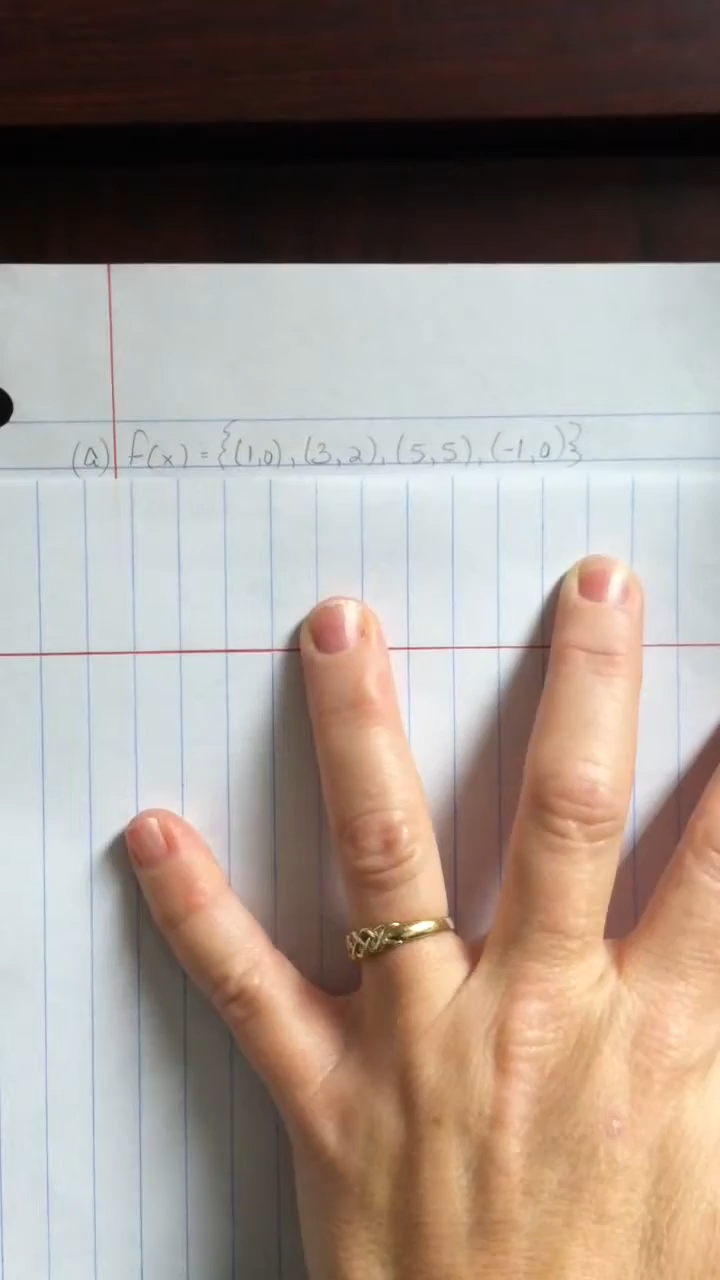 (a) f(x) = {(1,0), (3,2), (5,5), (-1,0)}